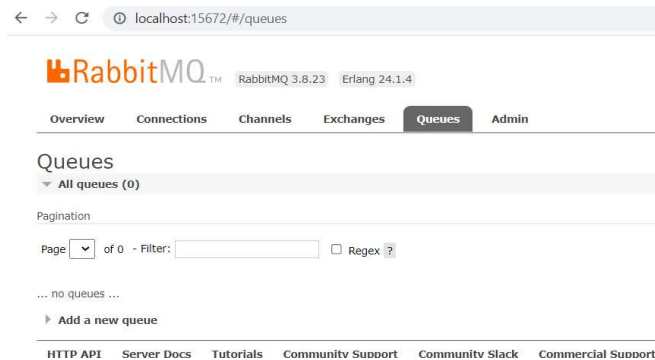 localhost:15672/#/queues
RabbitMQ TM RabbitMQ 3.8.23 Erlang 24.1.4
Overview Connections Channels Exchanges Queues Admin
Queues
All queues (0)
Pagination
Page of 0 - Filter: Regex ?
... no queues ...
Add a new queue
HTTP API Server Docs Tutorials Community Support Community Slack Commercial Support